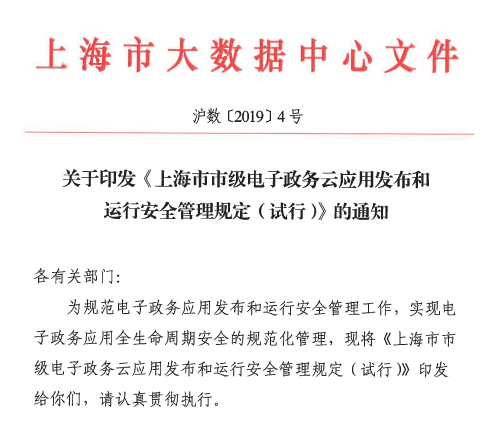 上海市大数据中心文件
沪数〔2019〕4号
关于印发《上海市市级电子政务云应用发布和
运行安全管理规定（试行）》的通知
各有关部门：
为规范电子政务应用发布和运行安全管理工作，实现电
子政务应用全生命周期安全的规范化管理，现将《上海市市
级电子政务云应用发布和运行安全管理规定（试行）》印发
给你们，请认真贯彻执行。